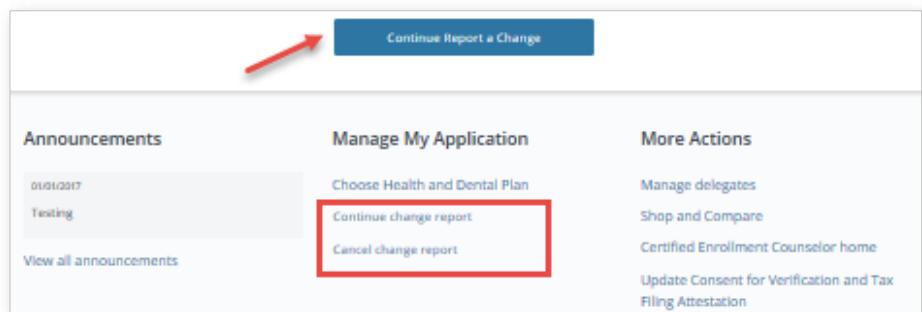 Continue Report a Change
Announcements
01/01/2017
Testing
View all announcements
Manage My Application
Choose Health and Dental Plan
Continue change report
Cancel change report
More Actions
Manage delegates
Shop and Compare
Certified Enrollment Counselor home
Update Consent for Verification and Tax
Filing Attestation